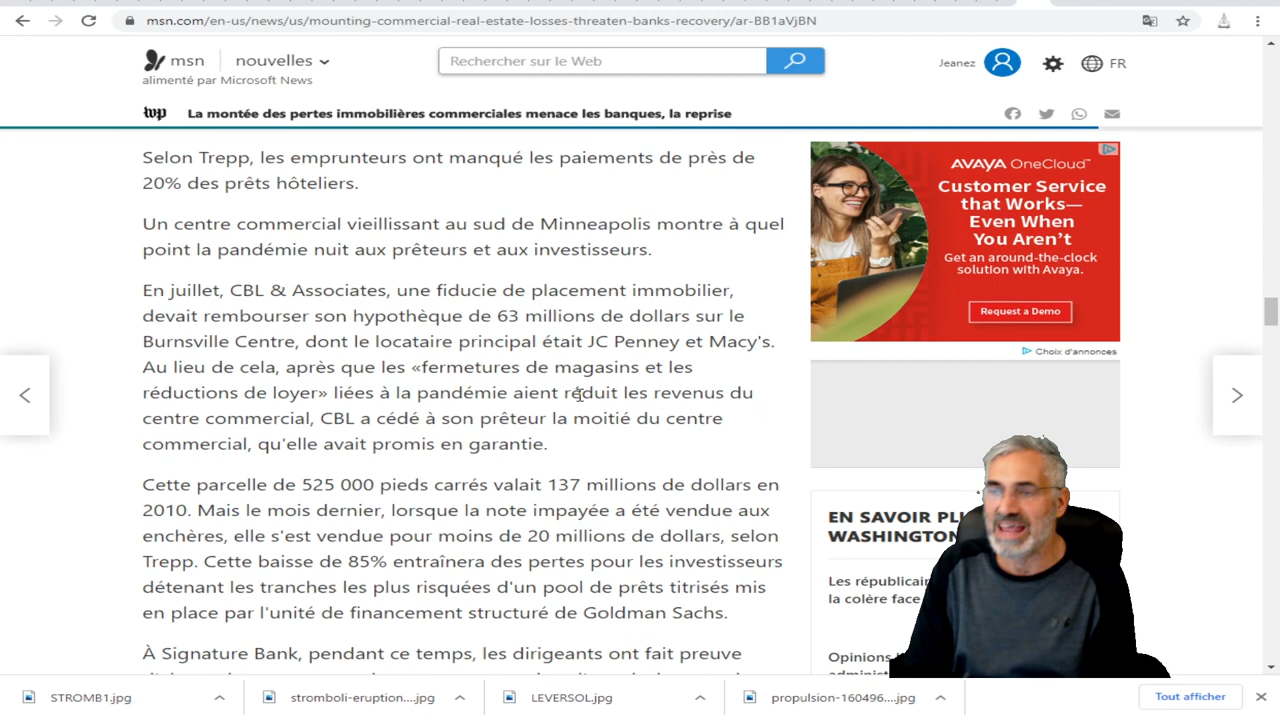 msn.com/en-us/news/us/mounting-commercial-real-estate-losses-threaten-banks-recovery/ar-BB1aVjBN
msn nouvelles
alimenté par Microsoft News
Rechercher sur le Web
Jeanez
FR
wp La montée des pertes immobilières commerciales menace les banques, la reprise
Selon Trepp, les emprunteurs ont manqué les paiements de près de
20% des prêts hôteliers.
Un centre commercial vieillissant au sud de Minneapolis montre à quel
point la pandémie nuit aux prêteurs et aux investisseurs.
En juillet, CBL & Associates, une fiducie de placement immobilier,
devait rembourser son hypothèque de 63 millions de dollars sur le
Burnsville Centre, dont le locataire principal était JC Penney et Macy's.
Au lieu de cela, après que les «fermetures de magasins et les
réductions de loyer» liées à la pandémie aient réduit les revenus du
centre commercial, CBL a cédé à son prêteur la moitié du centre
commercial, qu'elle avait promis en garantie.
Cette parcelle de 525 000 pieds carrés valait 137 millions de dollars en
2010. Mais le mois dernier, lorsque la note impayée a été vendue aux
enchères, elle s'est vendue pour moins de 20 millions de dollars, selon
Trepp. Cette baisse de 85% entraînera des pertes pour les investisseurs
détenant les tranches les plus risquées d'un pool de prêts titrisés mis
en place par l'unité de financement structuré de Goldman Sachs.
À Signature Bank, pendant ce temps, les dirigeants ont fait preuve
AVAYA OneCloud™
Customer Service
that Works—
Even When
You Aren't
Get an around-the-clock
solution with Avaya.
Request a Demo
Choix d'annonces
EN SAVOIR
WASHINGTON
Les
la colère face
Opinions
STROMB1.jpg
stromboli-eruption....jpg
LEVERSOL.jpg
propulsion-160496....jpg
Tout afficher